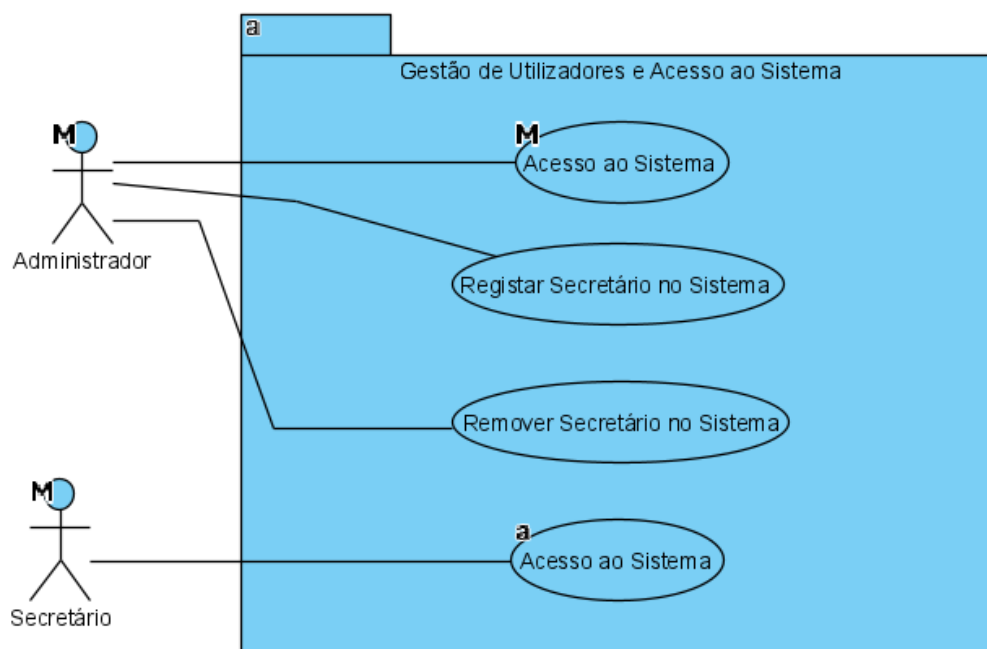 a
Gestão de Utilizadores e Acesso ao Sistema
M
M
Acesso ao Sistema
Administrador
Registar Secretário no Sistema
Remover Secretário no Sistema
M
a
Acesso ao Sistema
Secretário